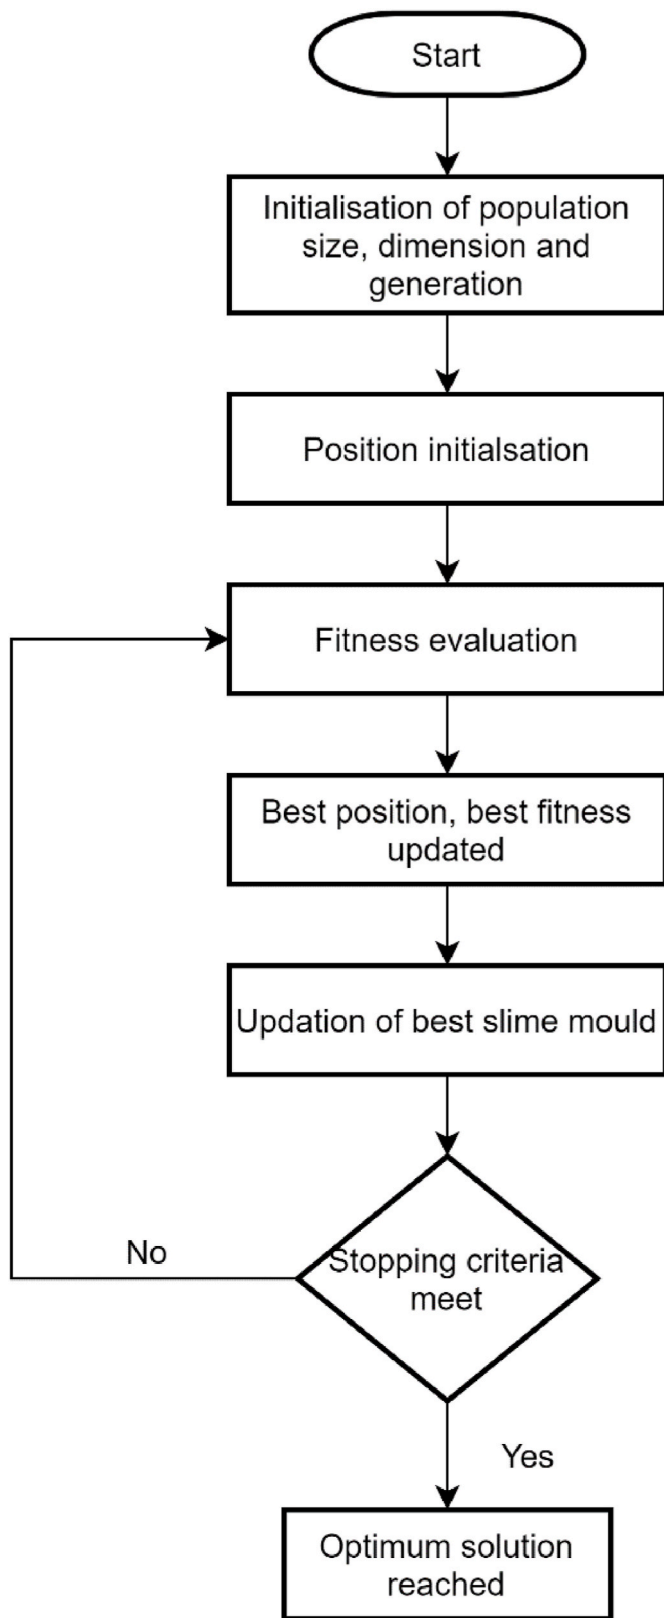 Start
Initialisation of population
size, dimension and
generation
Position initialsation
Fitness evaluation
Best position, best fitness
updated
Updation of best slime mould
No
Stopping criteria
meet
Yes
Optimum solution
reached